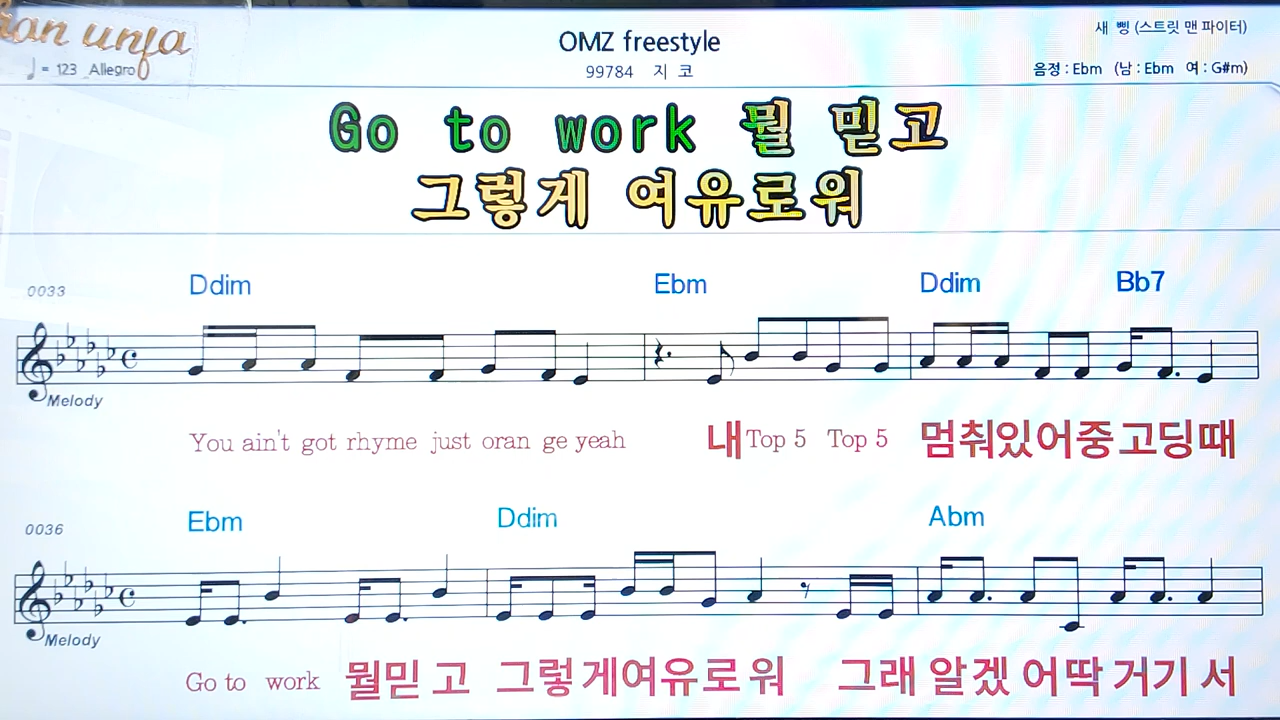 OMZ freestyle
새 삥 (스트릿 맨 파이터)
♩ = 123 Allegro
99784 지 코
음정 : Ebm (남 : Ebm 여 : G#m)
Go to work 뭘 믿고
그렇게 여유로워
0033 Ddim Ebm Ddim Bb7
Melody
You ain't got rhyme just oran ge yeah 내 Top 5 Top 5 멈춰있어중고딩때
0036 Ebm Ddim Abm
Melody
Go to work 뭘믿 고 그렇게여유로 워 그래 알겠 어딱 거기 서